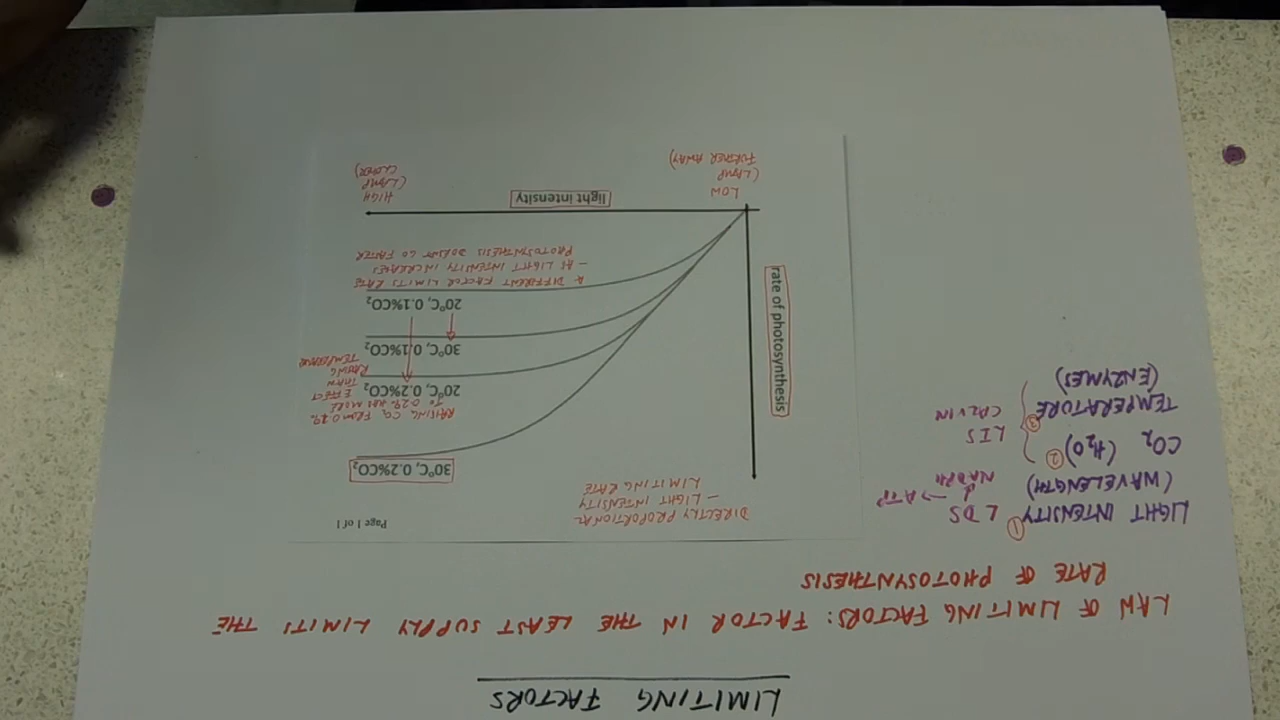 LIMITING FACTORS
LAW OF LIMITING FACTORS: FACTOR IN THE LEAST SUPPLY LIMITS THE
RATE OF PHOTOSYNTHESIS
① LIGHT INTENSITY
(WAVELENGTH)
LDS → ATP
↓
NADPH
② CO₂ (H₂O)
③ TEMPERATURE
(ENZYMES)
LIS
CALVIN
Page 1 of 1
DIRECTLY PROPORTIONAL
- LIGHT INTENSITY
LIMITING RATE
rate of photosynthesis
30°C, 0.2%CO₂
RAISING CO₂ FROM 0.1%
TO 0.2% HAS MORE
EFFECT
THAN
RAISING
TEMPERATURE
20°C, 0.2%CO₂
30°C, 0.1%CO₂
20°C, 0.1%CO₂
A DIFFERENT FACTOR LIMITS RATE
- AS LIGHT INTENSITY INCREASES
PHOTOSYNTHESIS DOESNT GO FASTER
LOW
(LAMP
FURTHER AWAY)
light intensity
HIGH
(LAMP
CLOSER)